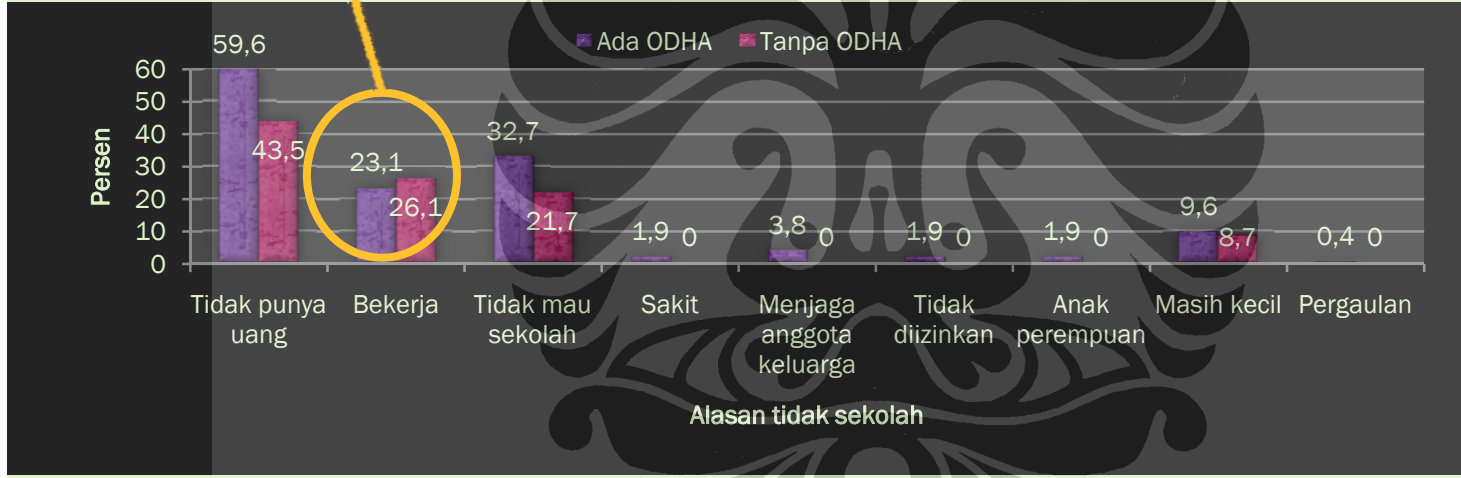 59,6
Ada ODHA Tanpa ODHA
60
50
40
30
20
10
0
Persen
43,5
23,1
26,1
32,7
21,7
1,9 0
3,8 0
1,9 0
1,9 0
9,6
8,7
0,4 0
Tidak punya
uang
Bekerja
Tidak mau
sekolah
Sakit
Menjaga
anggota
keluarga
Tidak
diizinkan
Anak
perempuan
Masih kecil
Pergaulan
Alasan tidak sekolah